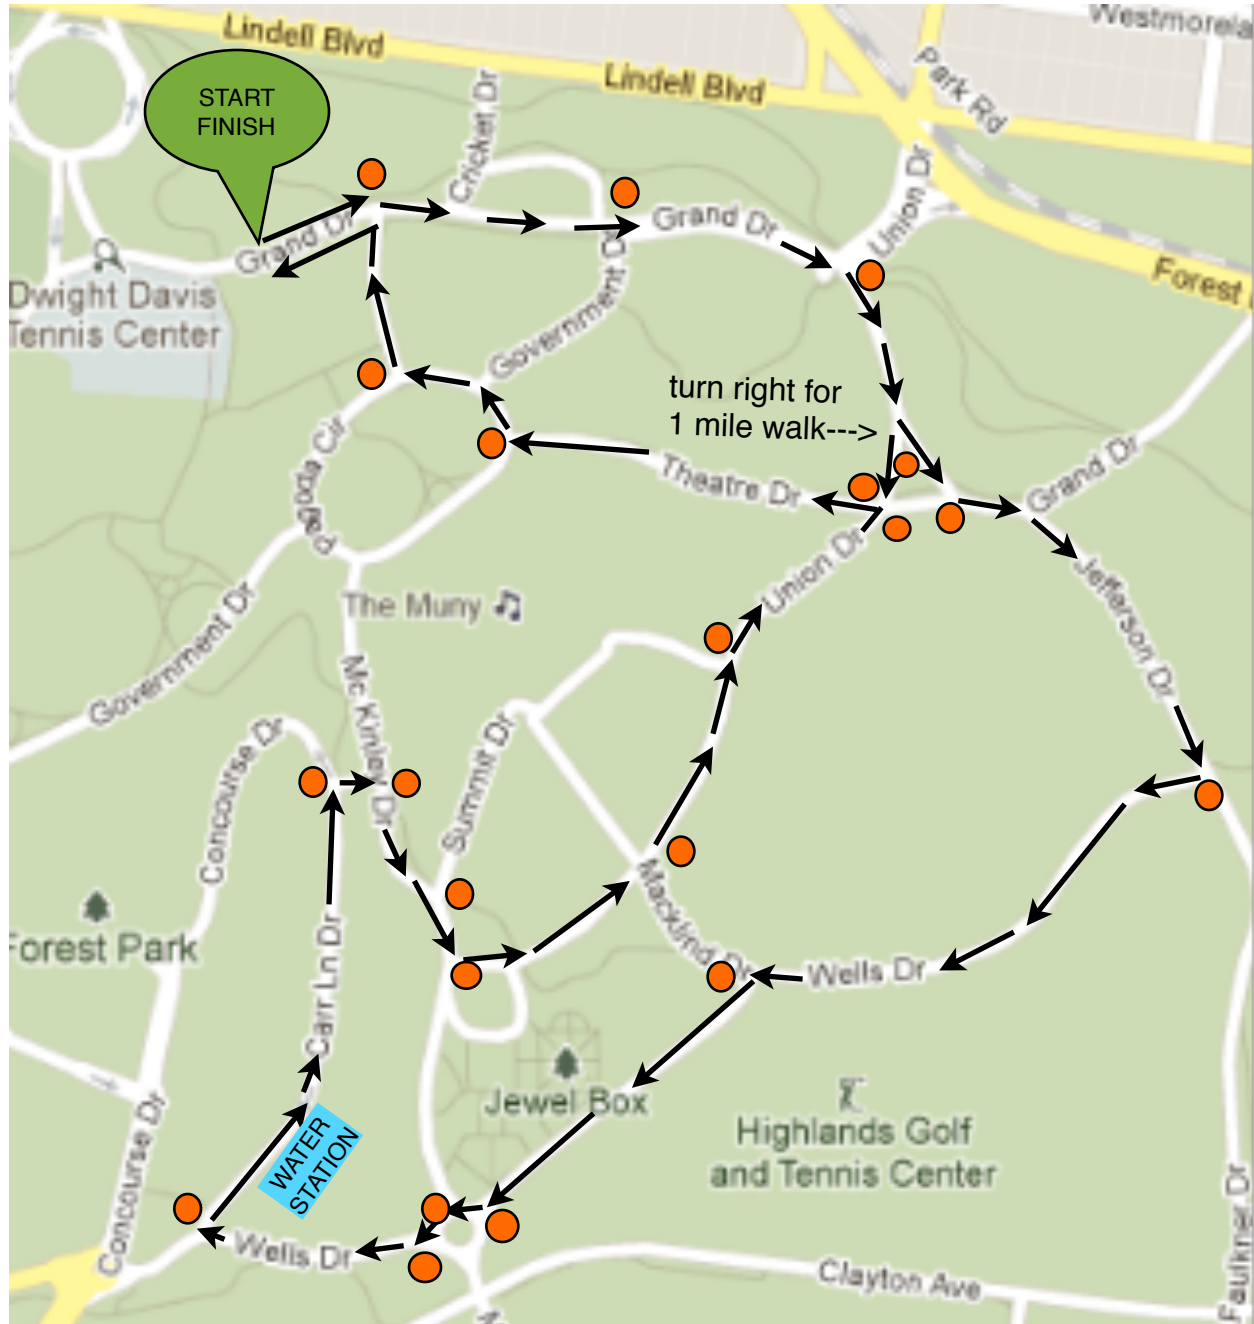 Westmorela
Lindell Blvd
Lindell Blvd
Park Rd
START
FINISH
Cricket Dr
Union Dr
Grand Dr
Grand Dr
Forest
Dwight Davis
Tennis Center
Government Dr
turn right for
1 mile walk--->
Pagoda Cir
Theatre Dr
Grand Dr
Union Dr
Jefferson Dr
Government Dr
The Muny
Mc Kinley Dr
Concourse Dr
Summit Dr
Macklind Dr
Forest Park
Carr Ln Dr
Wells Dr
Jewel Box
Highlands Golf
and Tennis Center
WATER
STATION
Concourse Dr
Wells Dr
Clayton Ave
Faulkner Dr